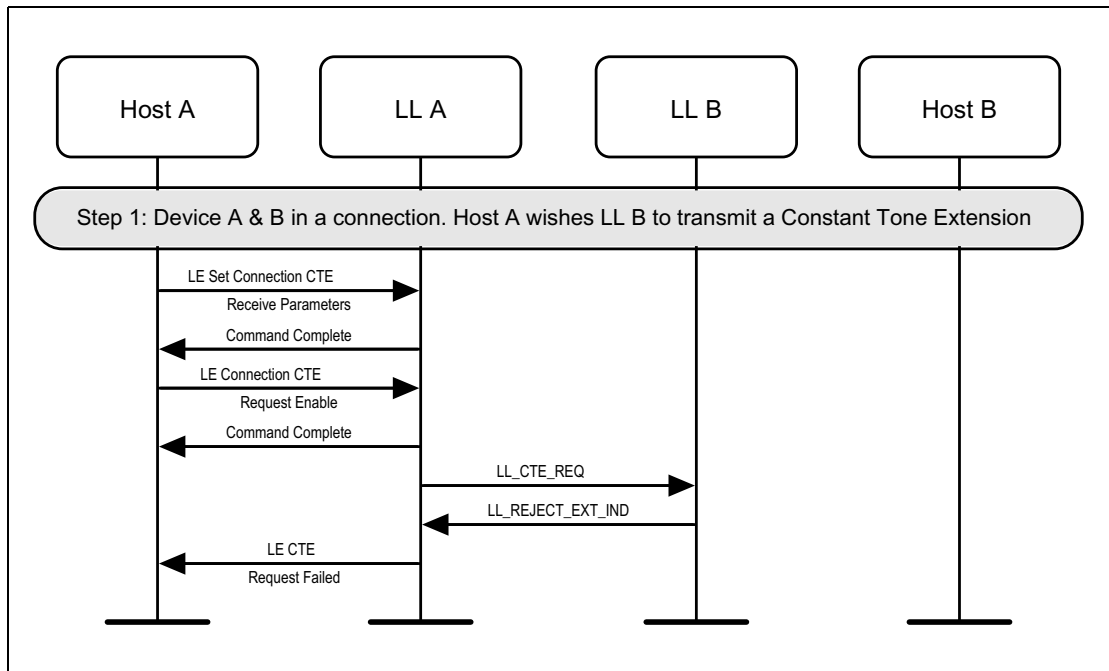 Host A
LL A
LL B
Host B
Step 1: Device A & B in a connection. Host A wishes LL B to transmit a Constant Tone Extension
LE Set Connection CTE
Receive Parameters
Command Complete
LE Connection CTE
Request Enable
Command Complete
LL_CTE_REQ
LL_REJECT_EXT_IND
LE CTE
Request Failed